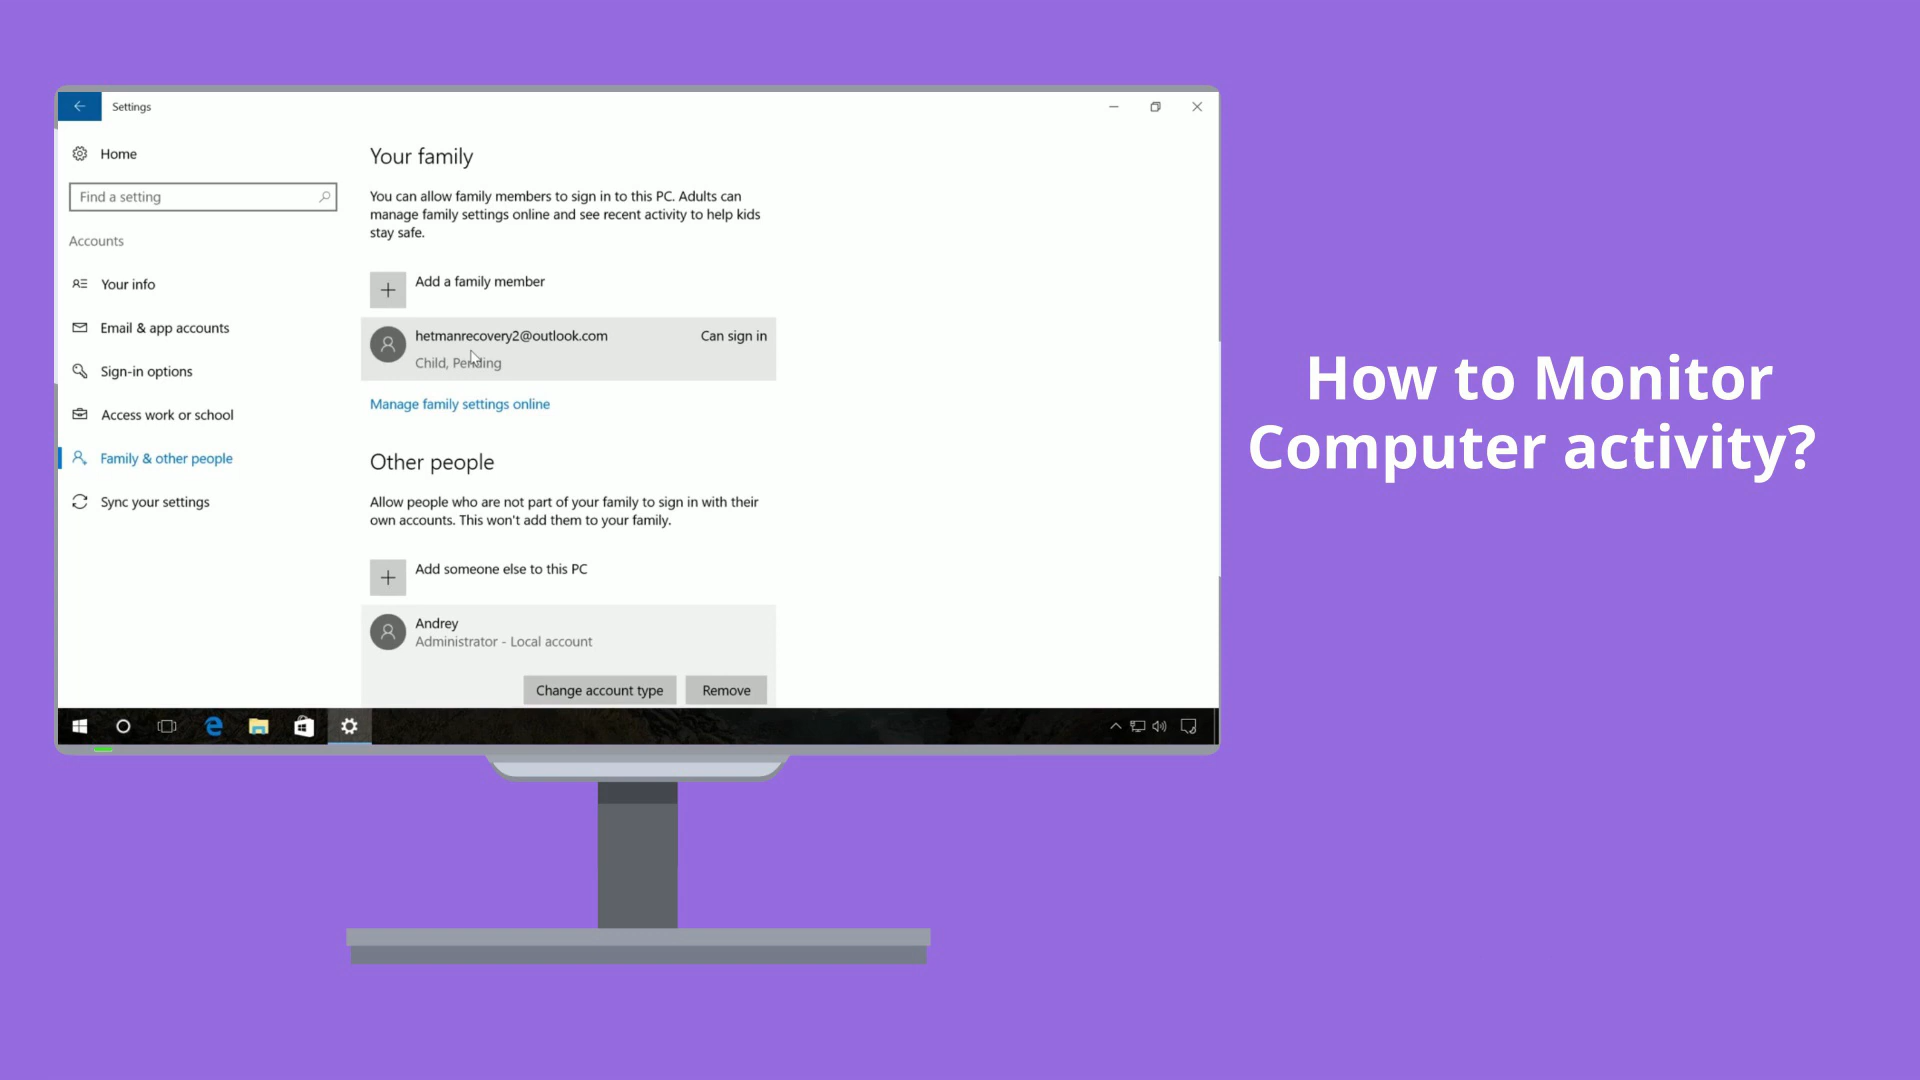 Settings
Home
Find a setting
Accounts
Your info
Email & app accounts
Sign-in options
Access work or school
Family & other people
Sync your settings
Your family
You can allow family members to sign in to this PC. Adults can
manage family settings online and see recent activity to help kids
stay safe.
Add a family member
hetmanrecovery2@outlook.com Can sign in
Child, Pending
Manage family settings online
Other people
Allow people who are not part of your family to sign in with their
own accounts. This won't add them to your family.
Add someone else to this PC
Andrey
Administrator - Local account
Change account type Remove
How to Monitor
Computer activity?